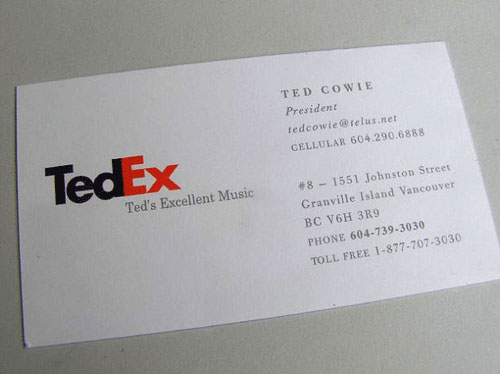 TedEx
Ted's Excellent Music
TED COWIE
President
tedcowie@telus.net
CELLULAR 604.290.6888
#8 – 1551 Johnston Street
Granville Island Vancouver
BC V6H 3R9
PHONE 604-739-3030
TOLL FREE 1-877-707-3030